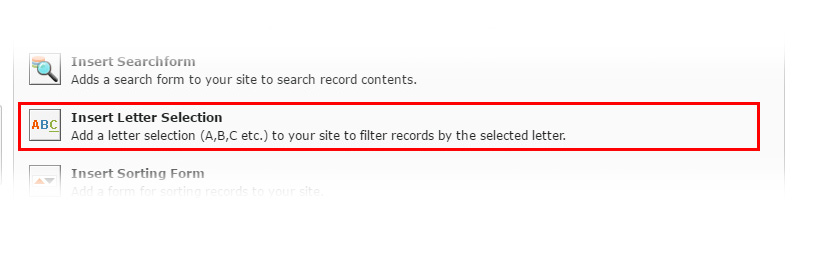 Insert Searchform
Adds a search form to your site to search record contents.
ABC
Insert Letter Selection
Add a letter selection (A,B,C etc.) to your site to filter records by the selected letter.
Insert Sorting Form
Add a form for sorting records to your site.